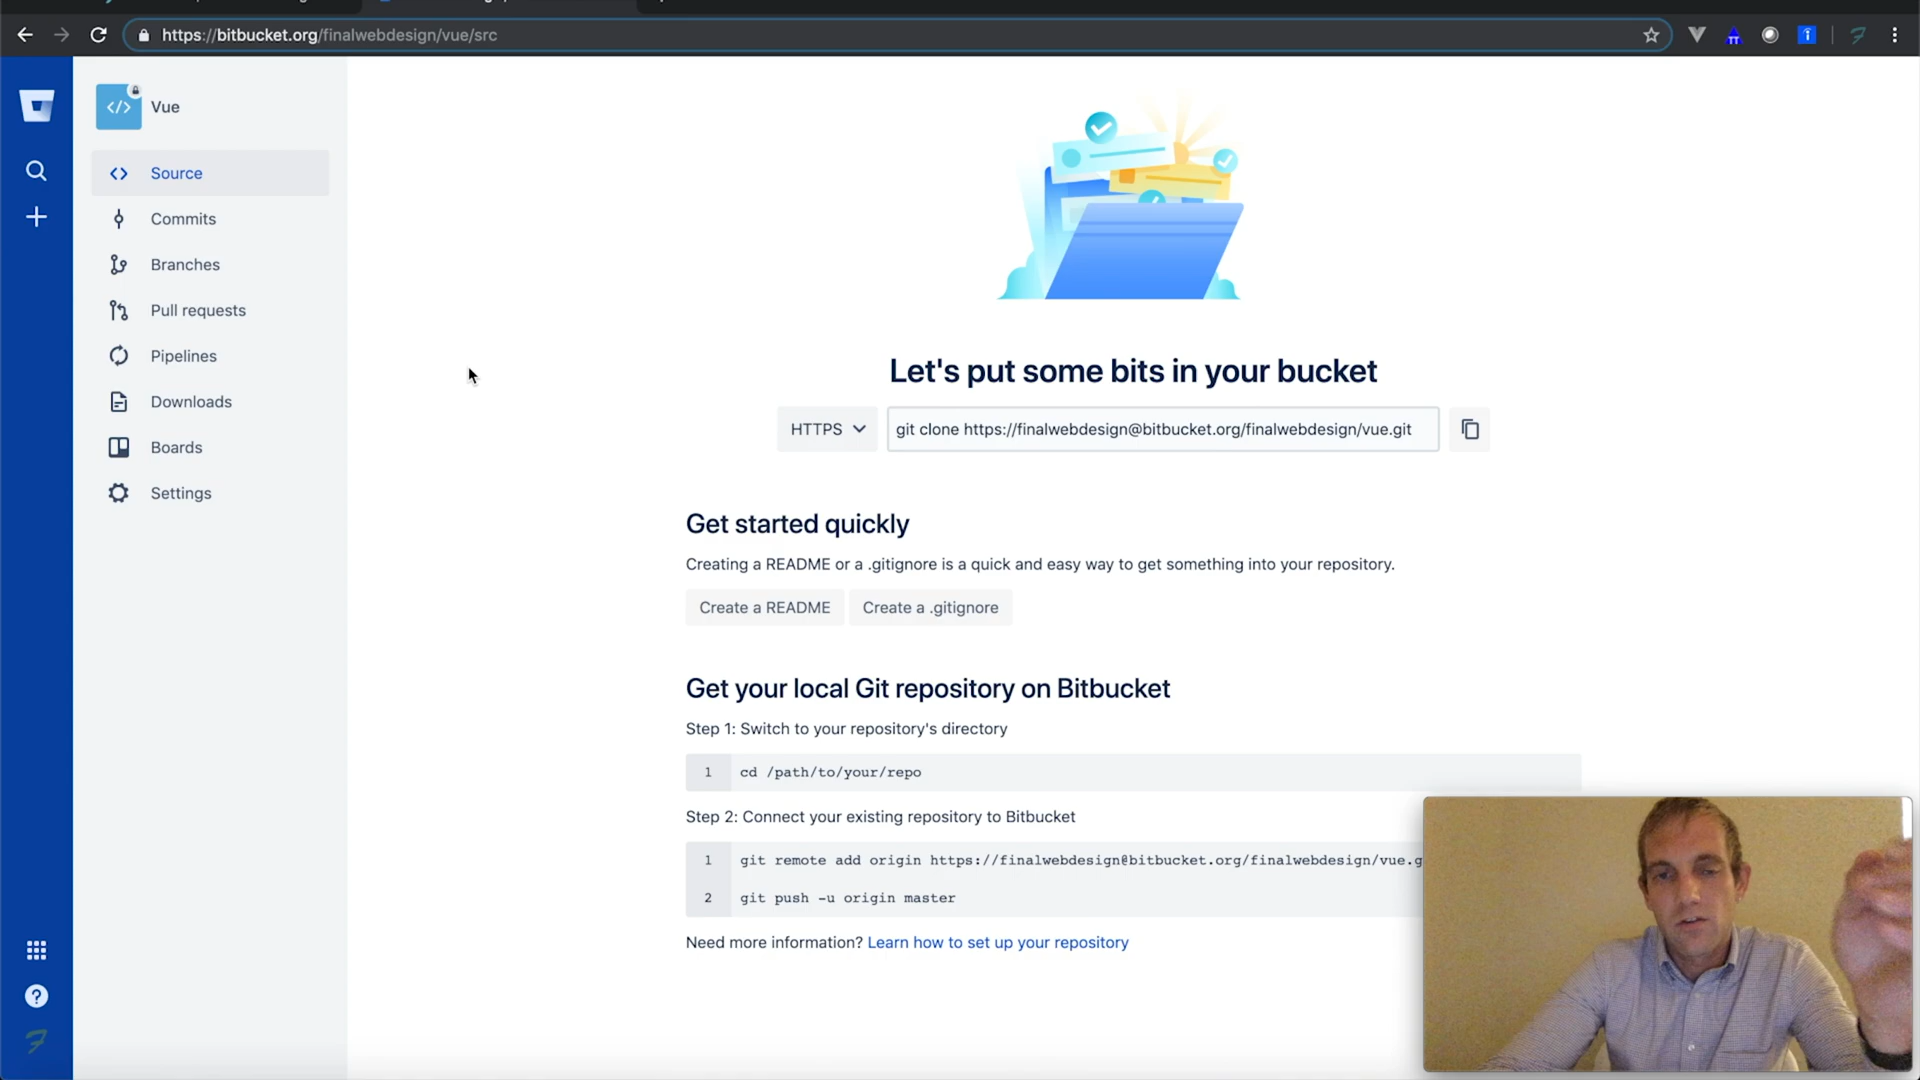 https://bitbucket.org/finalwebdesign/vue/src
Vue
Source
Commits
Branches
Pull requests
Pipelines
Downloads
Boards
Settings
Let's put some bits in your bucket
HTTPS
git clone https://finalwebdesign@bitbucket.org/finalwebdesign/vue.git
Get started quickly
Creating a README or a .gitignore is a quick and easy way to get something into your repository.
Create a README
Create a .gitignore
Get your local Git repository on Bitbucket
Step 1: Switch to your repository's directory
1 cd /path/to/your/repo
Step 2: Connect your existing repository to Bitbucket
1 git remote add origin https://finalwebdesign@bitbucket.org/finalwebdesign/vue.g
2 git push -u origin master
Need more information? Learn how to set up your repository